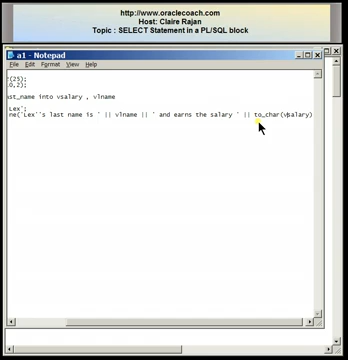 http://www.oraclecoach.com
Host: Claire Rajan
Topic : SELECT Statement in a PL/SQL block
a1 - Notepad
File Edit Format View Help
(25);
0,2);
ast_name into vsalary , vlname
Lex';
ne('Lex''s last name is ' || vlname || ' and earns the salary ' || to_char(vsalary)